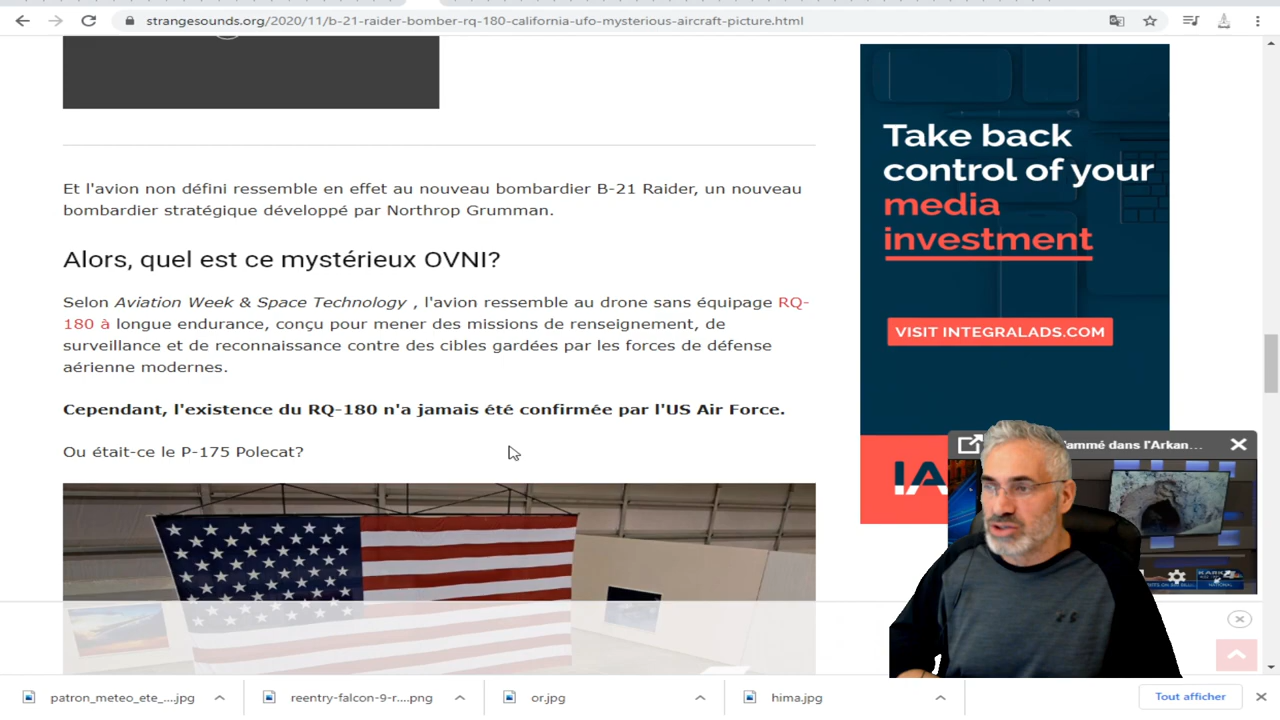 strangesounds.org/2020/11/b-21-raider-bomber-rq-180-california-ufo-mysterious-aircraft-picture.html
Et l'avion non défini ressemble en effet au nouveau bombardier B-21 Raider, un nouveau
bombardier stratégique développé par Northrop Grumman.
Alors, quel est ce mystérieux OVNI?
Selon Aviation Week & Space Technology , l'avion ressemble au drone sans équipage RQ-
180 à longue endurance, conçu pour mener des missions de renseignement, de
surveillance et de reconnaissance contre des cibles gardées par les forces de défense
aérienne modernes.
Cependant, l'existence du RQ-180 n'a jamais été confirmée par l'US Air Force.
Ou était-ce le P-175 Polecat?
Take back
control of your
media
investment
VISIT INTEGRALADS.COM
IA
ammé dans l'Arkan...
NATIONAL
patron_meteo_ete_....jpg
reentry-falcon-9-r....png
or.jpg
hima.jpg
Tout afficher